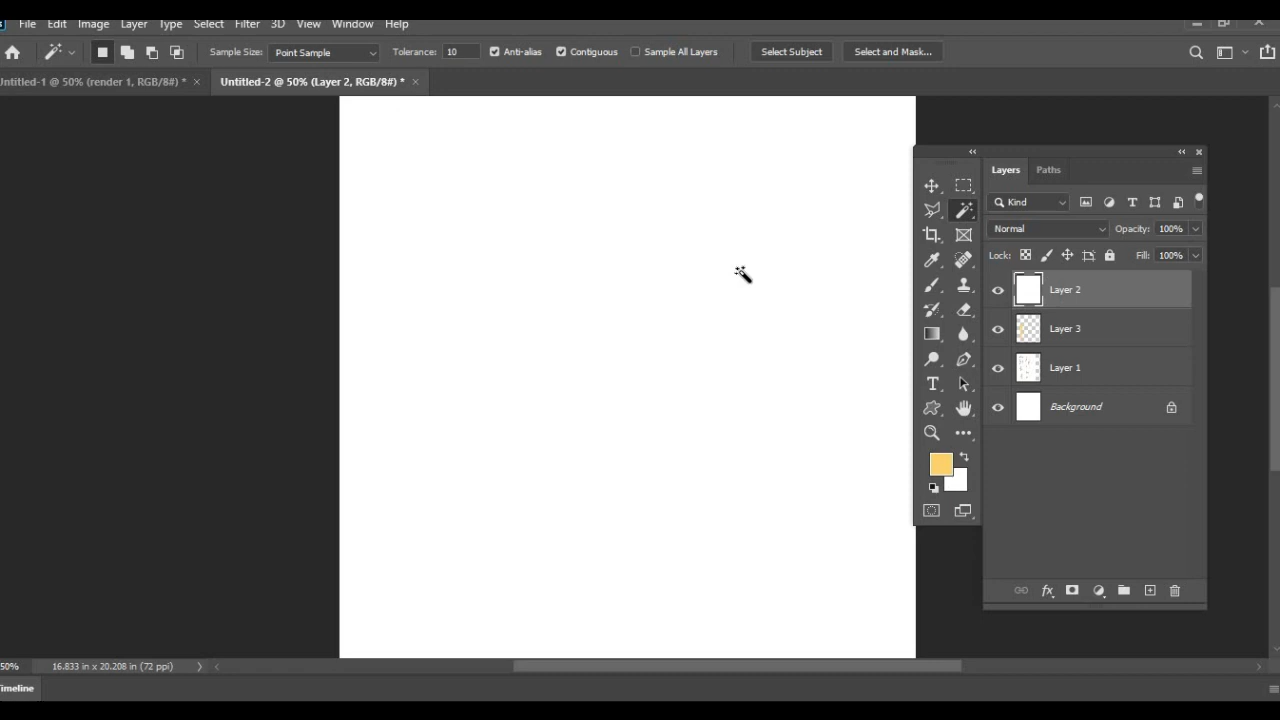 File Edit Image Layer Type Select Filter 3D View Window Help
Sample Size: Point Sample Tolerance: 10 Anti-alias Contiguous Sample All Layers Select Subject Select and Mask...
ntitled-1 @ 50% (render 1, RGB/8#) * × Untitled-2 @ 50% (Layer 2, RGB/8#) * ×
Layers Paths
Kind
Normal Opacity: 100%
Lock: Fill: 100%
Layer 2
Layer 3
Layer 1
Background
fx
50% 16.833 in x 20.208 in (72 ppi)
Timeline